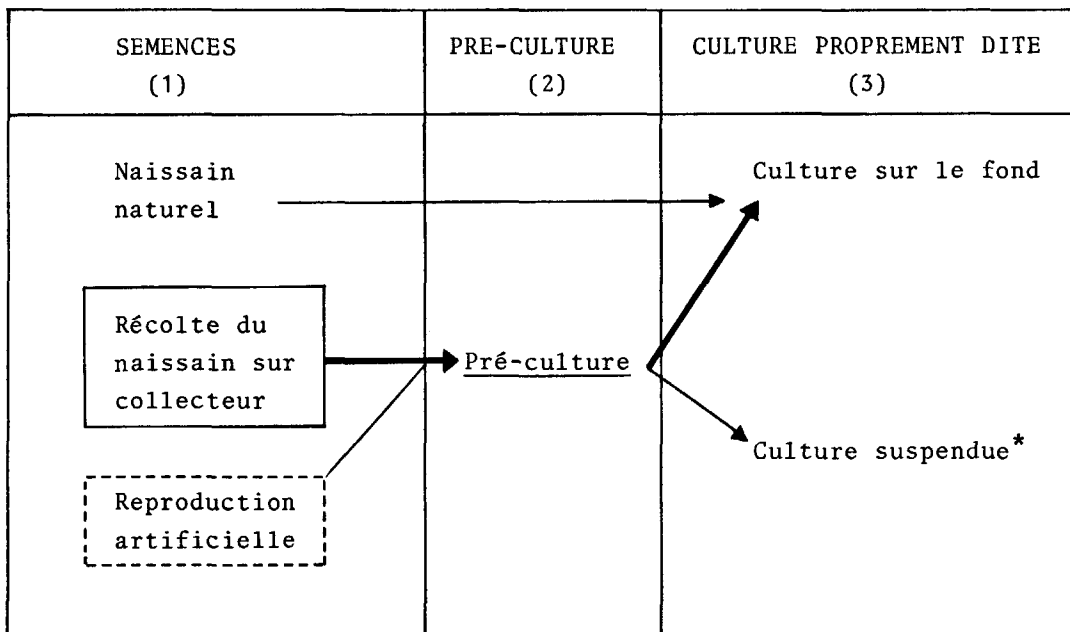 SEMENCES
(1)
PRE-CULTURE
(2)
CULTURE PROPREMENT DITE
(3)
Naissain
naturel
Culture sur le fond
Récolte du
naissain sur
collecteur
Pré-culture
Culture suspendue*
Reproduction
artificielle